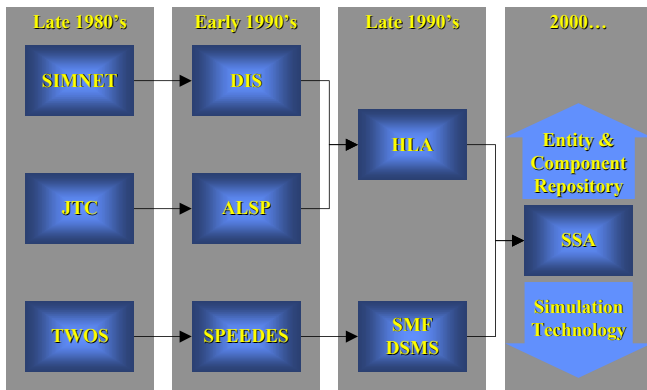 Late 1980's
Early 1990's
Late 1990's
2000…
SIMNET
DIS
HLA
Entity &
Component
Repository
JTC
ALSP
SSA
TWOS
SPEEDES
SMF
DSMS
Simulation
Technology